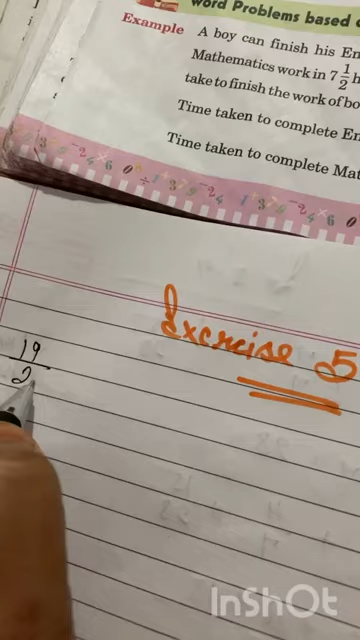 Word Problems based
Example A boy can finish his En
Mathematics work in 7 1/2 h
take to finish the work of bo
Time taken to complete En
Time taken to complete Mat
Exercise 5
19
2
InShOt